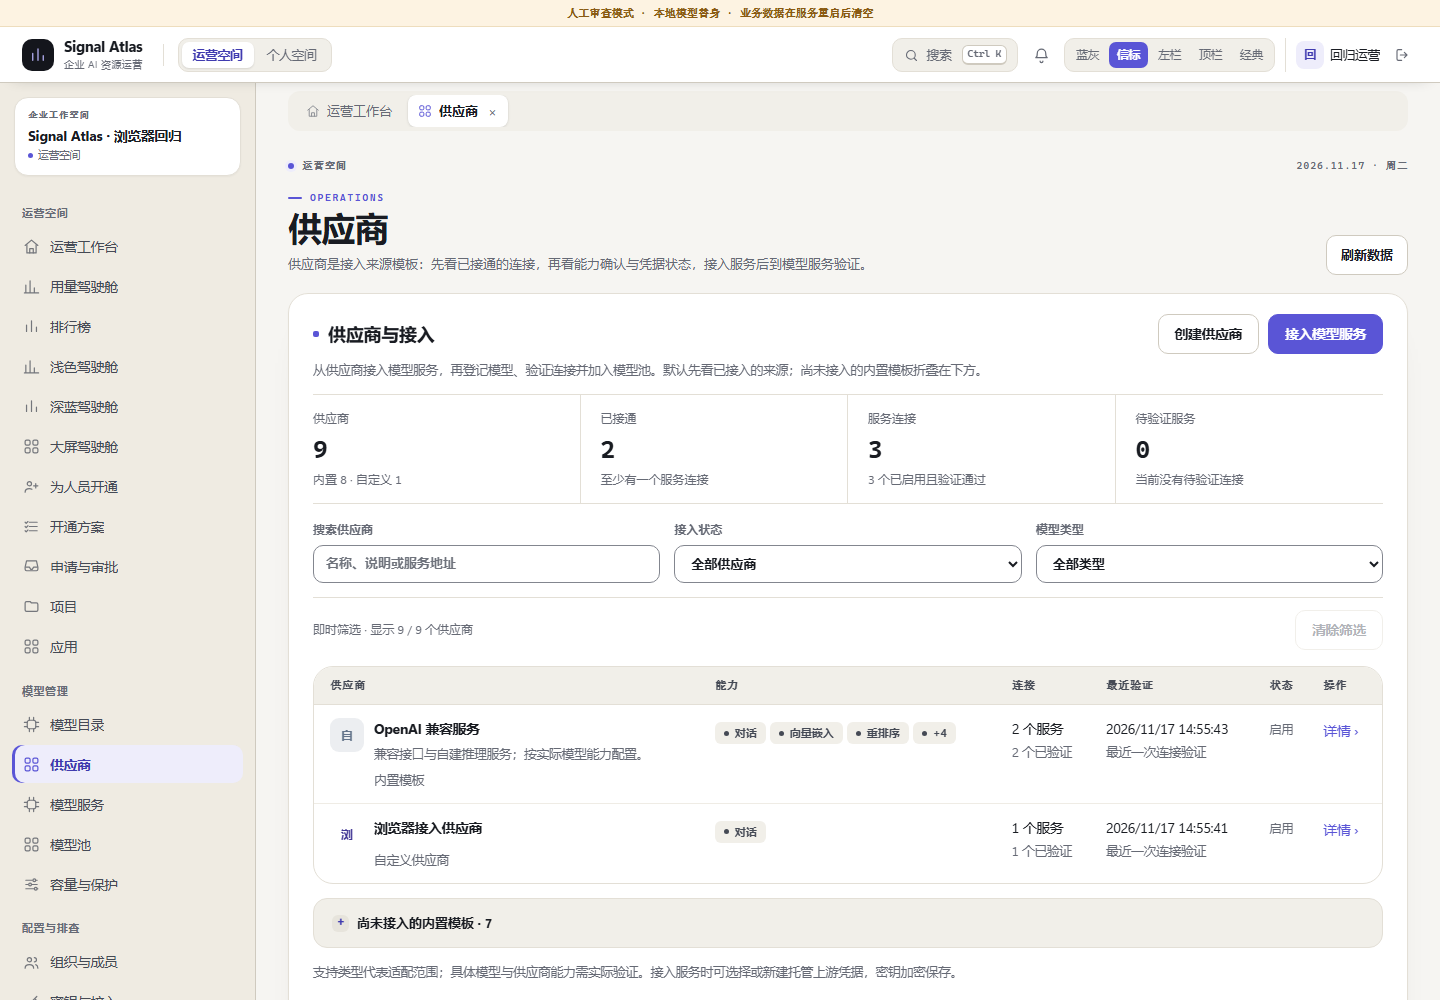 人工审查模式 · 本地模型替身 · 业务数据在服务重启后清空
Signal Atlas
企业 AI 资源运营
运营空间
个人空间
搜索
Ctrl K
蓝灰
信标
左栏
顶栏
经典
回
回归运营
企业工作空间
Signal Atlas · 浏览器回归
运营空间
运营空间
运营工作台
用量驾驶舱
排行榜
浅色驾驶舱
深蓝驾驶舱
大屏驾驶舱
为人员开通
开通方案
申请与审批
项目
应用
模型管理
模型目录
供应商
模型服务
模型池
容量与保护
配置与排查
组织与成员
运营工作台
供应商 ×
运营空间
2026.11.17 · 周二
OPERATIONS
供应商
供应商是接入来源模板：先看已接通的连接，再看能力确认与凭据状态，接入服务后到模型服务验证。
刷新数据
供应商与接入
创建供应商
接入模型服务
从供应商接入模型服务，再登记模型、验证连接并加入模型池。默认先看已接入的来源；尚未接入的内置模板折叠在下方。
供应商
9
内置 8 · 自定义 1
已接通
2
至少有一个服务连接
服务连接
3
3 个已启用且验证通过
待验证服务
0
当前没有待验证连接
搜索供应商
名称、说明或服务地址
接入状态
全部供应商
模型类型
全部类型
即时筛选 · 显示 9 / 9 个供应商
清除筛选
供应商 能力 连接 最近验证 状态 操作
自
OpenAI 兼容服务
兼容接口与自建推理服务；按实际模型能力配置。
内置模板
对话
向量嵌入
重排序
+4
2 个服务
2 个已验证
2026/11/17 14:55:43
最近一次连接验证
启用
详情 ›
浏
浏览器接入供应商
自定义供应商
对话
1 个服务
1 个已验证
2026/11/17 14:55:41
最近一次连接验证
启用
详情 ›
+ 尚未接入的内置模板 · 7
支持类型代表适配范围；具体模型与供应商能力需实际验证。接入服务时可选择或新建托管上游凭据，密钥加密保存。